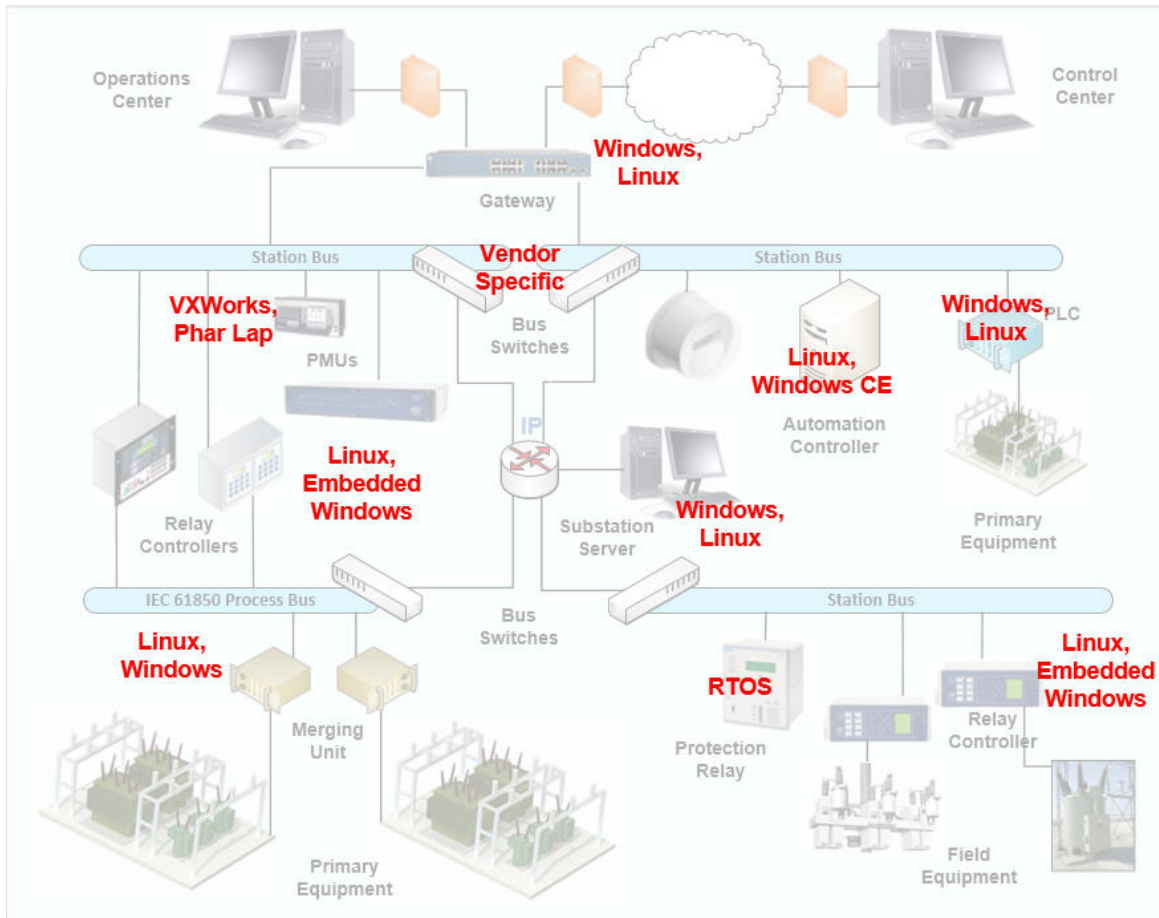 Operations
Center
Control
Center
Windows,
Linux
Gateway
Station Bus
Vendor
Specific
Station Bus
VXWorks,
Phar Lap
PMUs
Bus
Switches
Windows,
Linux
PLC
Linux,
Windows CE
Automation
Controller
IP
Linux,
Embedded
Windows
Relay
Controllers
Substation
Server
Windows,
Linux
Primary
Equipment
IEC 61850 Process Bus
Bus
Switches
Station Bus
Linux,
Windows
Merging
Unit
RTOS
Protection
Relay
Linux,
Embedded
Windows
Relay
Controller
Primary
Equipment
Field
Equipment